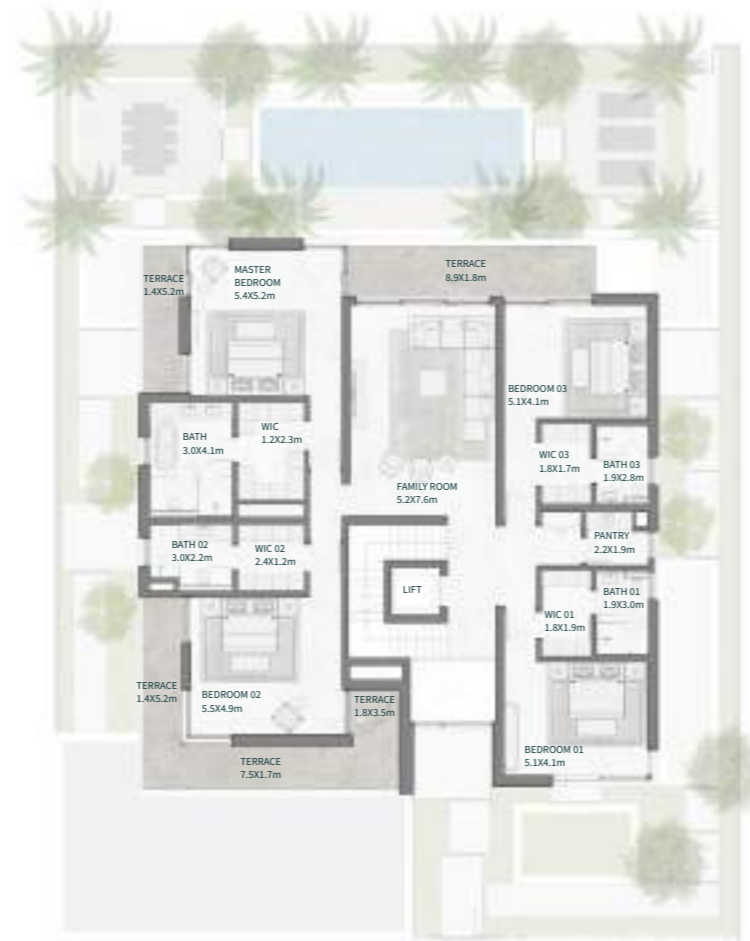 TERRACE
8.9X1.8m
MASTER
BEDROOM
5.4X5.2m
TERRACE
1.4X5.2m
BEDROOM 03
5.1X4.1m
WIC
1.2X2.3m
BATH
3.0X4.1m
WIC 03
1.8X1.7m
BATH 03
1.9X2.8m
FAMILY ROOM
5.2X7.6m
PANTRY
2.2X1.9m
BATH 02
3.0X2.2m
WIC 02
2.4X1.2m
LIFT
BATH 01
1.9X3.0m
WIC 01
1.8X1.9m
TERRACE
1.4X5.2m
BEDROOM 02
5.5X4.9m
TERRACE
1.8X3.5m
BEDROOM 01
5.1X4.1m
TERRACE
7.5X1.7m